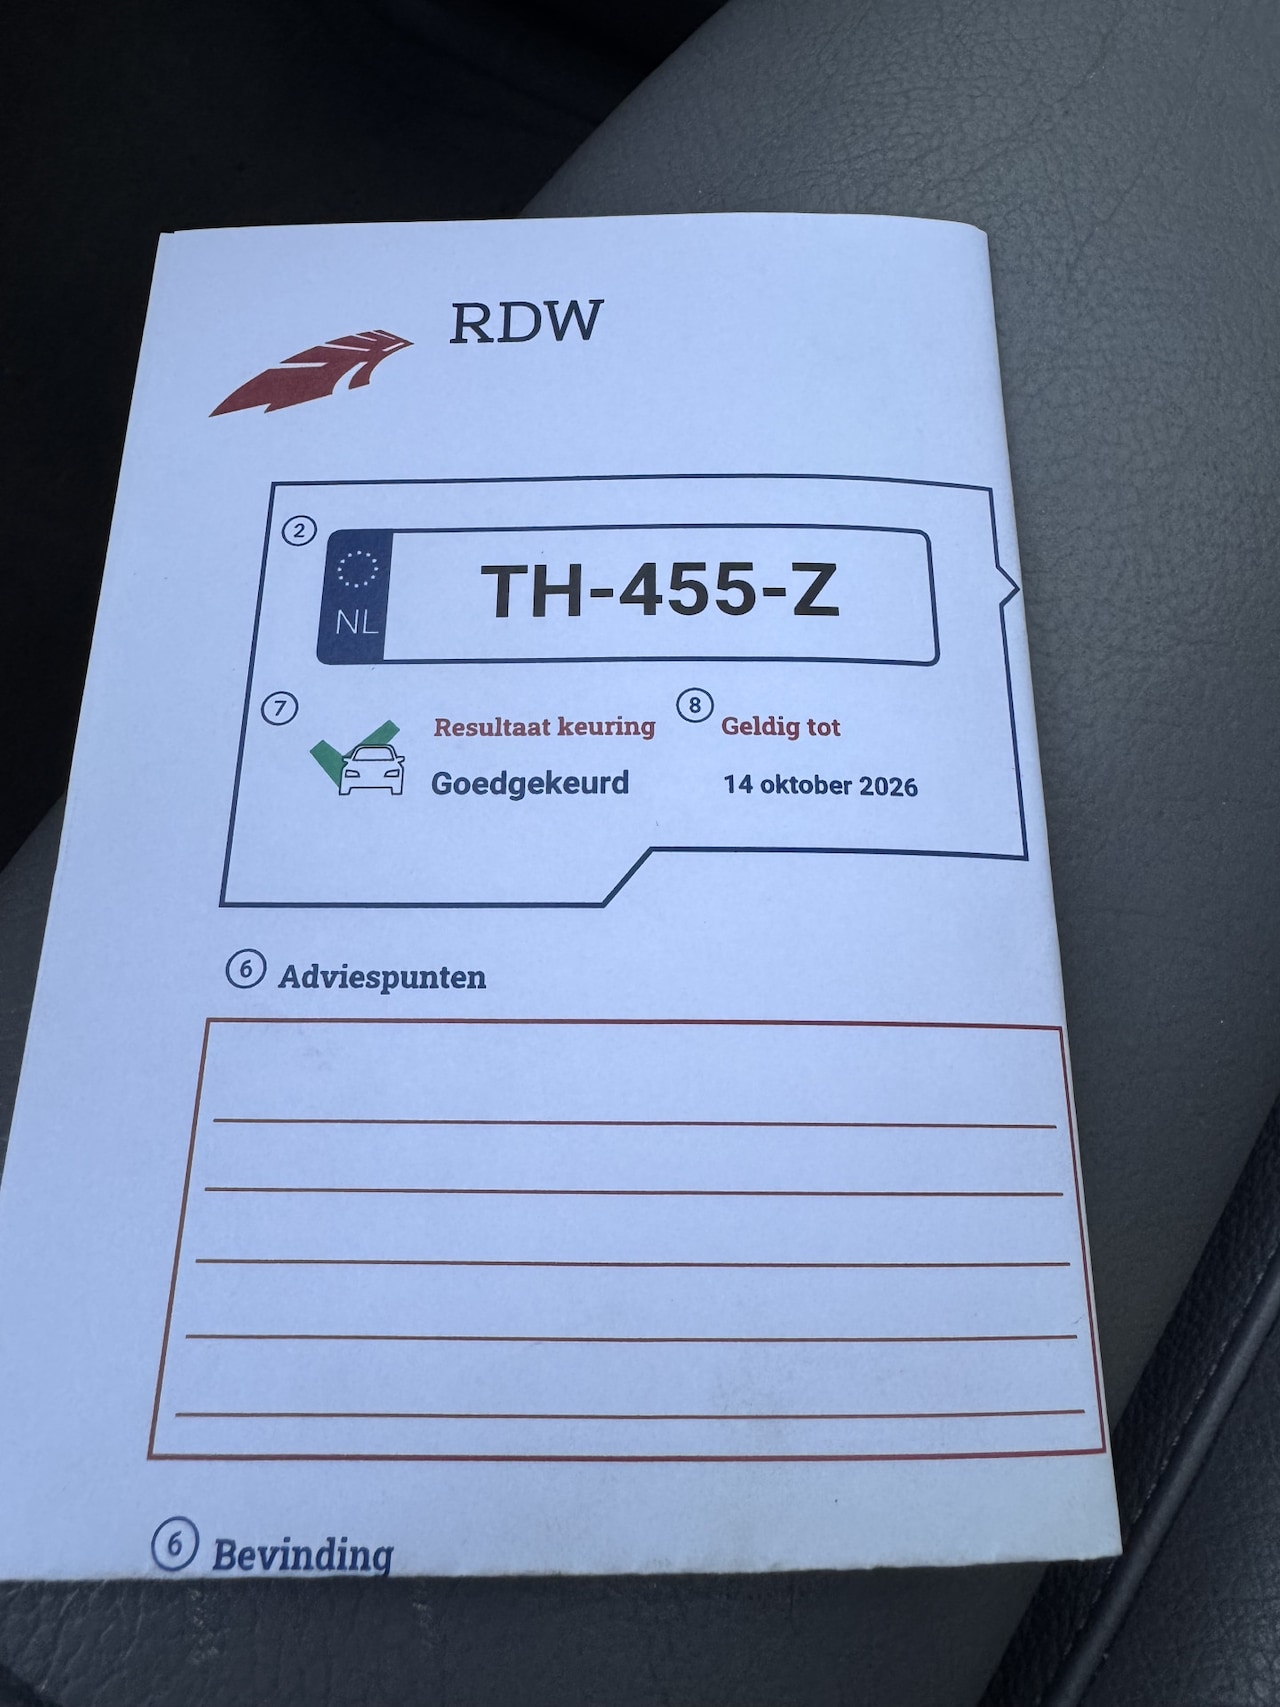 RDW
2
NL
TH-455-Z
7
Resultaat keuring
8
Geldig tot
Goedgekeurd
14 oktober 2026
6 Adviespunten
6 Bevinding